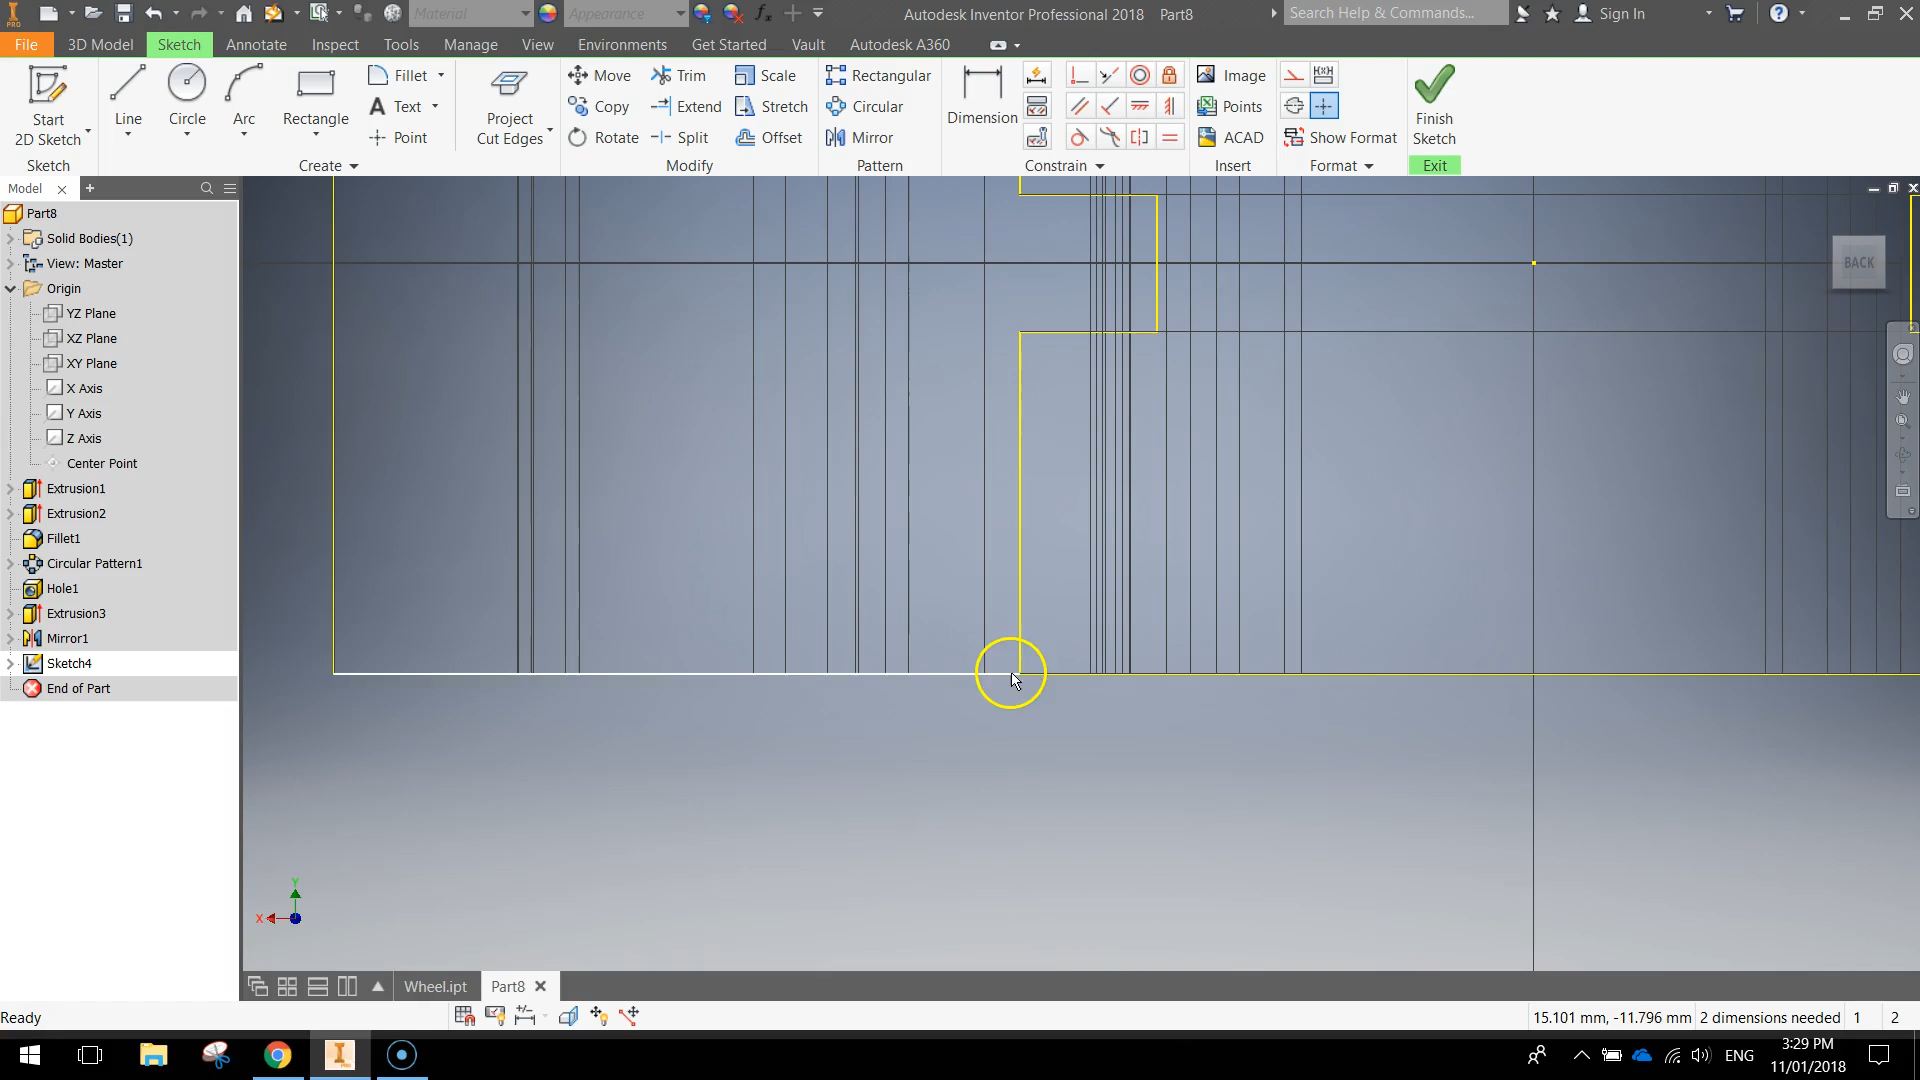 PRO Material Appearance fx Autodesk Inventor Professional 2018 Part8 Search Help & Commands... Sign In
File 3D Model Sketch Annotate Inspect Tools Manage View Environments Get Started Vault Autodesk A360
Start
2D Sketch
Line Circle Arc Rectangle
Fillet
Text
Point
Project
Cut Edges
Move Trim Scale
Copy Extend Stretch
Rotate Split Offset
Rectangular
Circular
Mirror
Dimension
Image
Points
ACAD
Show Format
Finish
Sketch
Sketch Create Modify Pattern Constrain Insert Format Exit
Model
Part8
Solid Bodies(1)
View: Master
Origin
YZ Plane
XZ Plane
XY Plane
X Axis
Y Axis
Z Axis
Center Point
Extrusion1
Extrusion2
Fillet1
Circular Pattern1
Hole1
Extrusion3
Mirror1
Sketch4
End of Part
BACK
Y
X
Wheel.ipt Part8
Ready 15.101 mm, -11.796 mm 2 dimensions needed 1 2
ENG
3:29 PM
11/01/2018